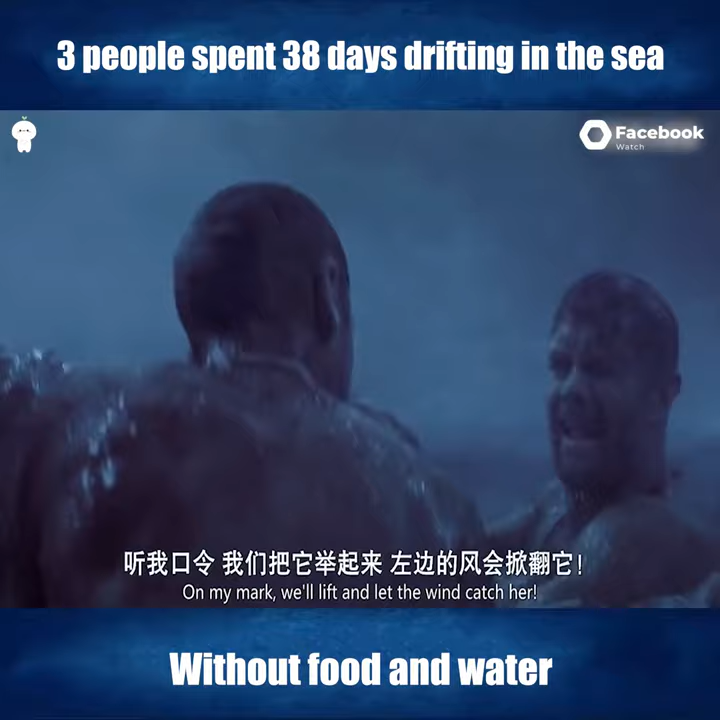 3 people spent 38 days drifting in the sea
Facebook
Watch
听我口令 我们把它举起来 左边的风会掀翻它！
On my mark, we'll lift and let the wind catch her!
Without food and water